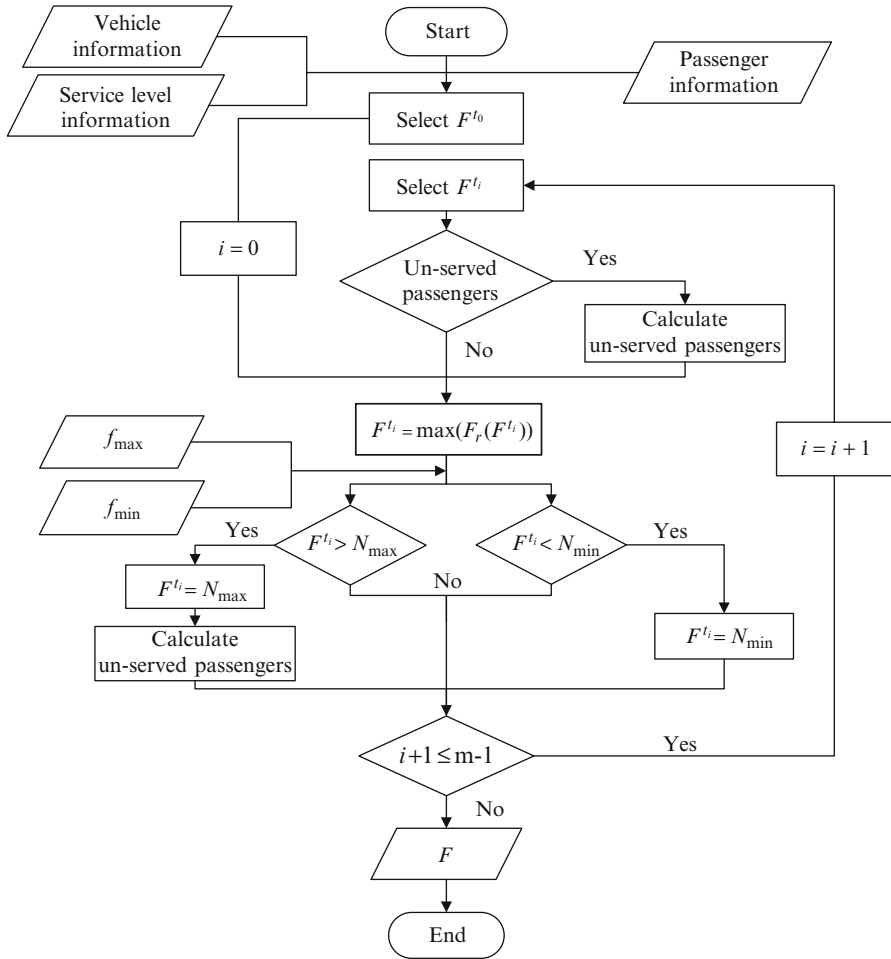 Vehicle
information
Start
Passenger
information
Service level
information
Select F^{t_0}
Select F^{t_i}
i = 0
Un-served
passengers
Yes
Calculate
un-served passengers
No
F^{t_i} = max(F_r(F^{t_i}))
f_max
i = i + 1
f_min
Yes
F^{t_i} > N_max
F^{t_i} < N_min
Yes
No
F^{t_i} = N_max
Calculate
un-served passengers
F^{t_i} = N_min
i+1 ≤ m-1
Yes
No
F
End